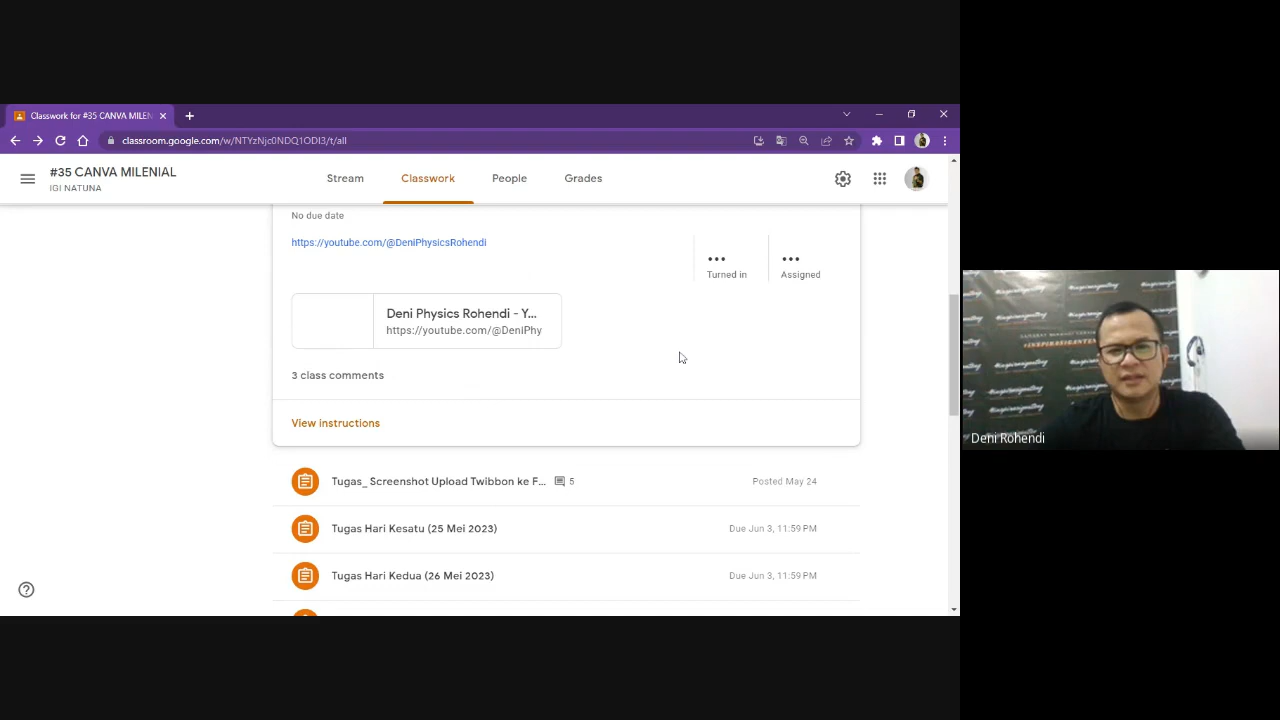 Classwork for #35 CANVA MILEN
classroom.google.com/w/NTYzNjc0NDQ1ODI3/t/all
#35 CANVA MILENIAL
IGI NATUNA
Stream
Classwork
People
Grades
No due date
https://youtube.com/@DeniPhysicsRohendi
Turned in
Assigned
Deni Physics Rohendi - Y...
https://youtube.com/@DeniPhy
3 class comments
View instructions
Tugas_ Screenshot Upload Twibbon ke F... 5
Posted May 24
Tugas Hari Kesatu (25 Mei 2023)
Due Jun 3, 11:59 PM
Tugas Hari Kedua (26 Mei 2023)
Due Jun 3, 11:59 PM
Deni Rohendi